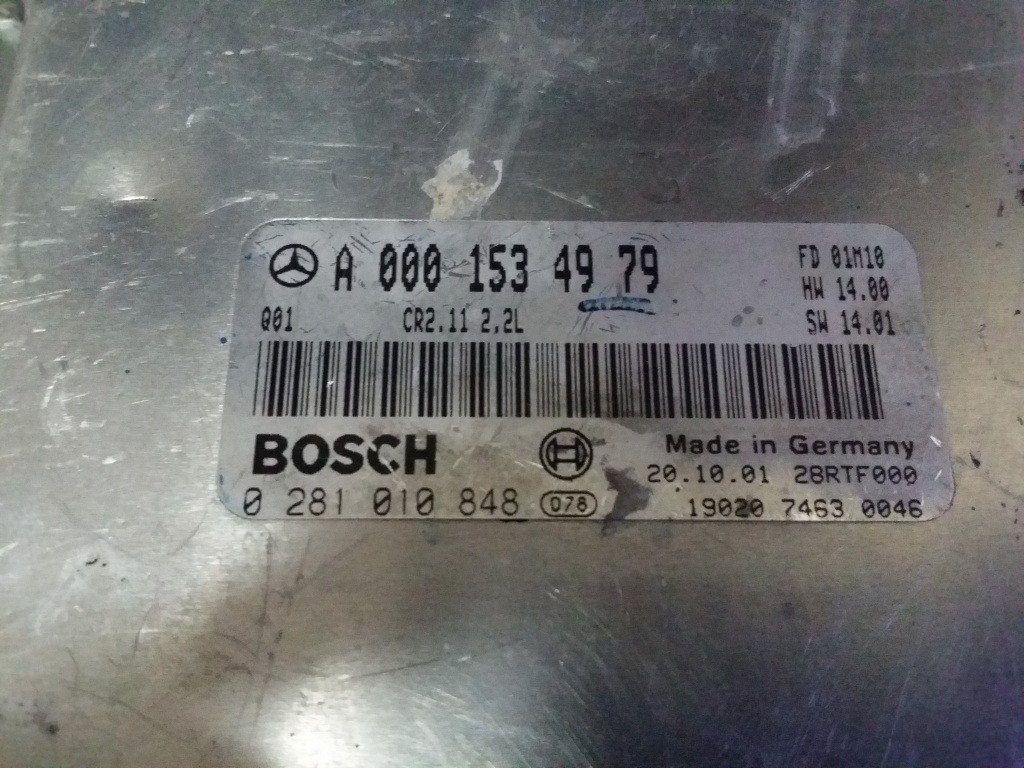 A 000 153 49 79
FD 01M10
HW 14.00
Q01 CR2.11 2,2L SW 14.01
BOSCH
Made in Germany
20.10.01 28RTF000
0 281 010 848 078 19020 7463 0046